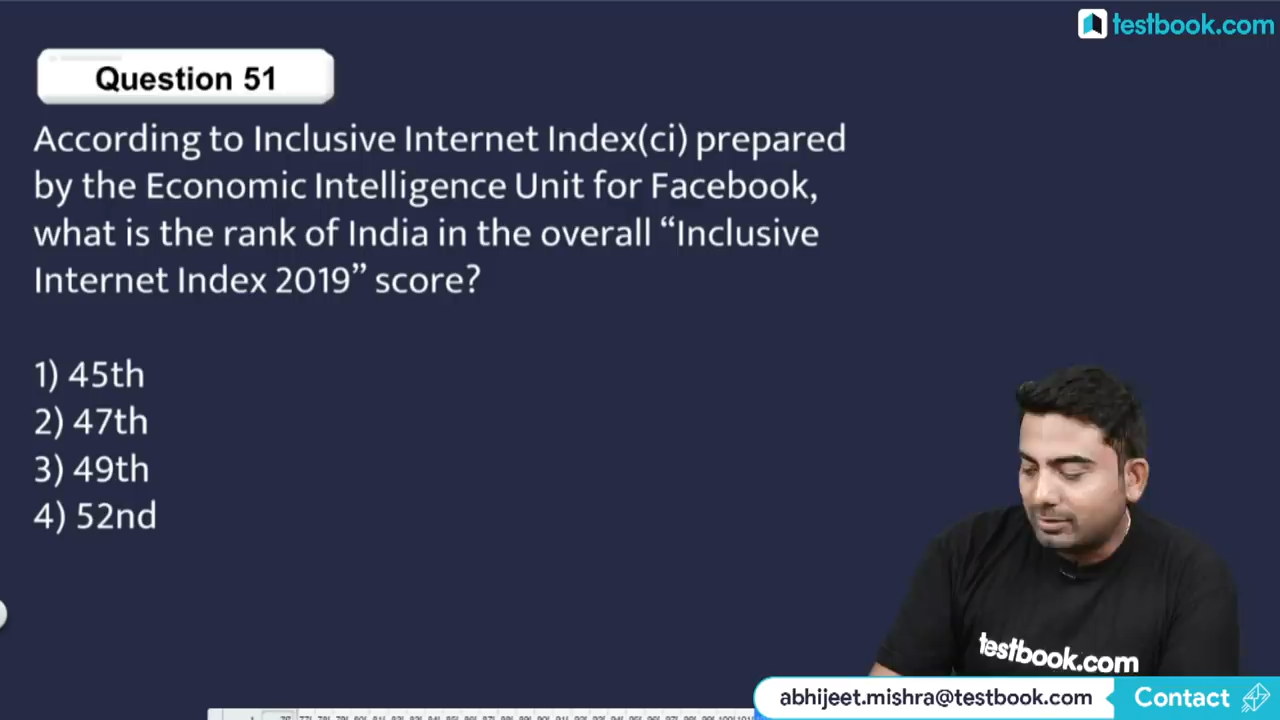 testbook.com
Question 51
According to Inclusive Internet Index(ci) prepared
by the Economic Intelligence Unit for Facebook,
what is the rank of India in the overall “Inclusive
Internet Index 2019” score?
1) 45th
2) 47th
3) 49th
4) 52nd
testbook.com
abhijeet.mishra@testbook.com
Contact